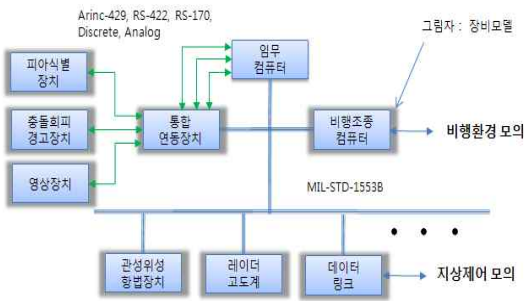 Arinc-429, RS-422, RS-170,
Discrete, Analog
그림자 : 장비모델
임무
컴퓨터
피아식별
장치
충돌회피
경고장치
영상장치
통합
연동장치
비행조종
컴퓨터
비행환경 모의
MIL-STD-1553B
관성위성
항법장치
레이더
고도계
데이터
링크
지상제어 모의